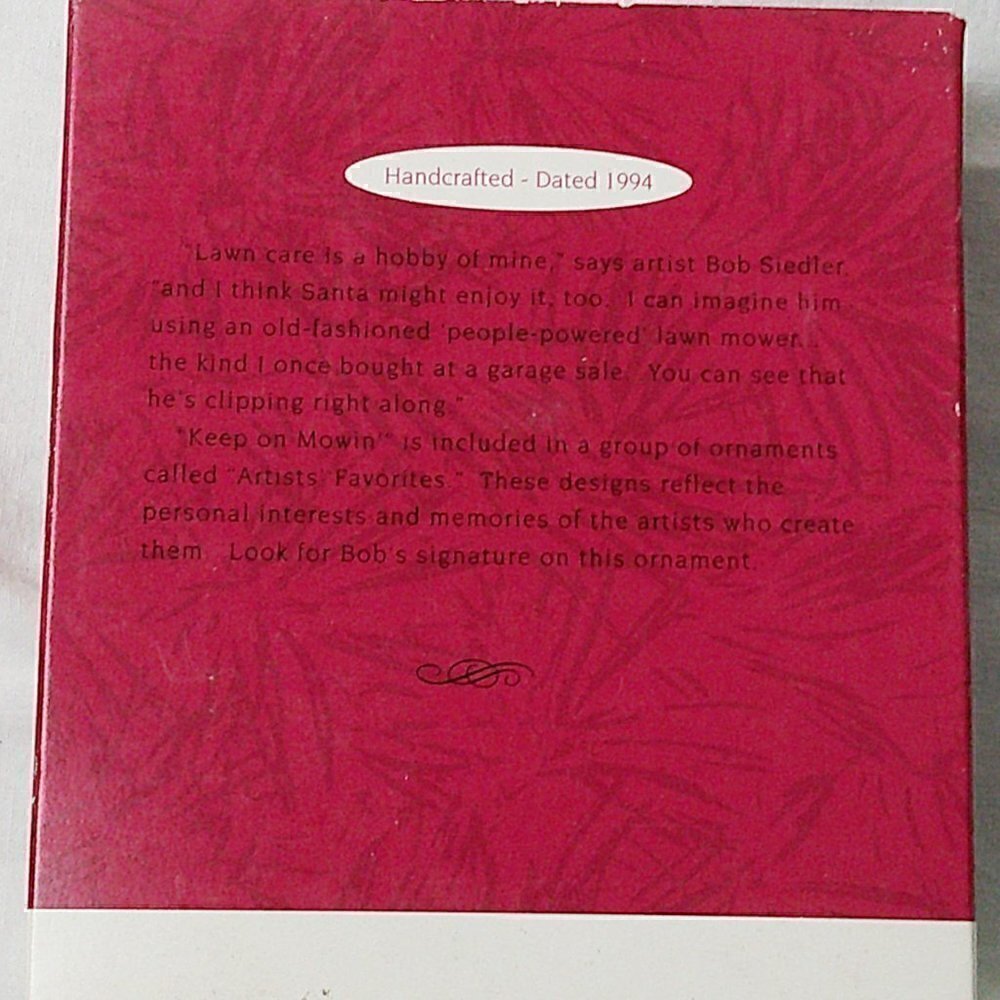 Handcrafted - Dated 1994
"Lawn care is a hobby of mine," says artist Bob Siedler,
"and I think Santa might enjoy it, too. I can imagine him
using an old-fashioned 'people-powered' lawn mower...
the kind I once bought at a garage sale. You can see that
he's clipping right along."
"Keep on Mowin'" is included in a group of ornaments
called "Artists' Favorites." These designs reflect the
personal interests and memories of the artists who create
them. Look for Bob's signature on this ornament.